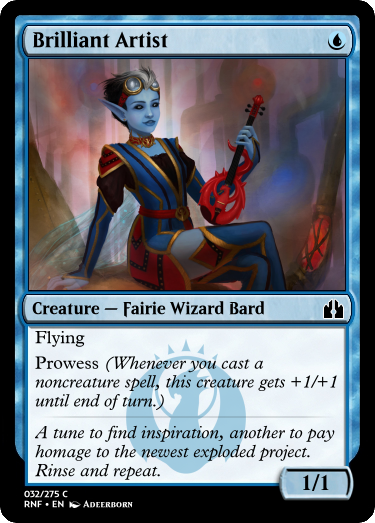 Brilliant Artist
Creature — Fairie Wizard Bard
Flying
Prowess (Whenever you cast a
noncreature spell, this creature gets +1/+1
until end of turn.)
A tune to find inspiration, another to pay
homage to the newest exploded project.
Rinse and repeat.
1/1
032/275 C
RNF • EN Adeerborn